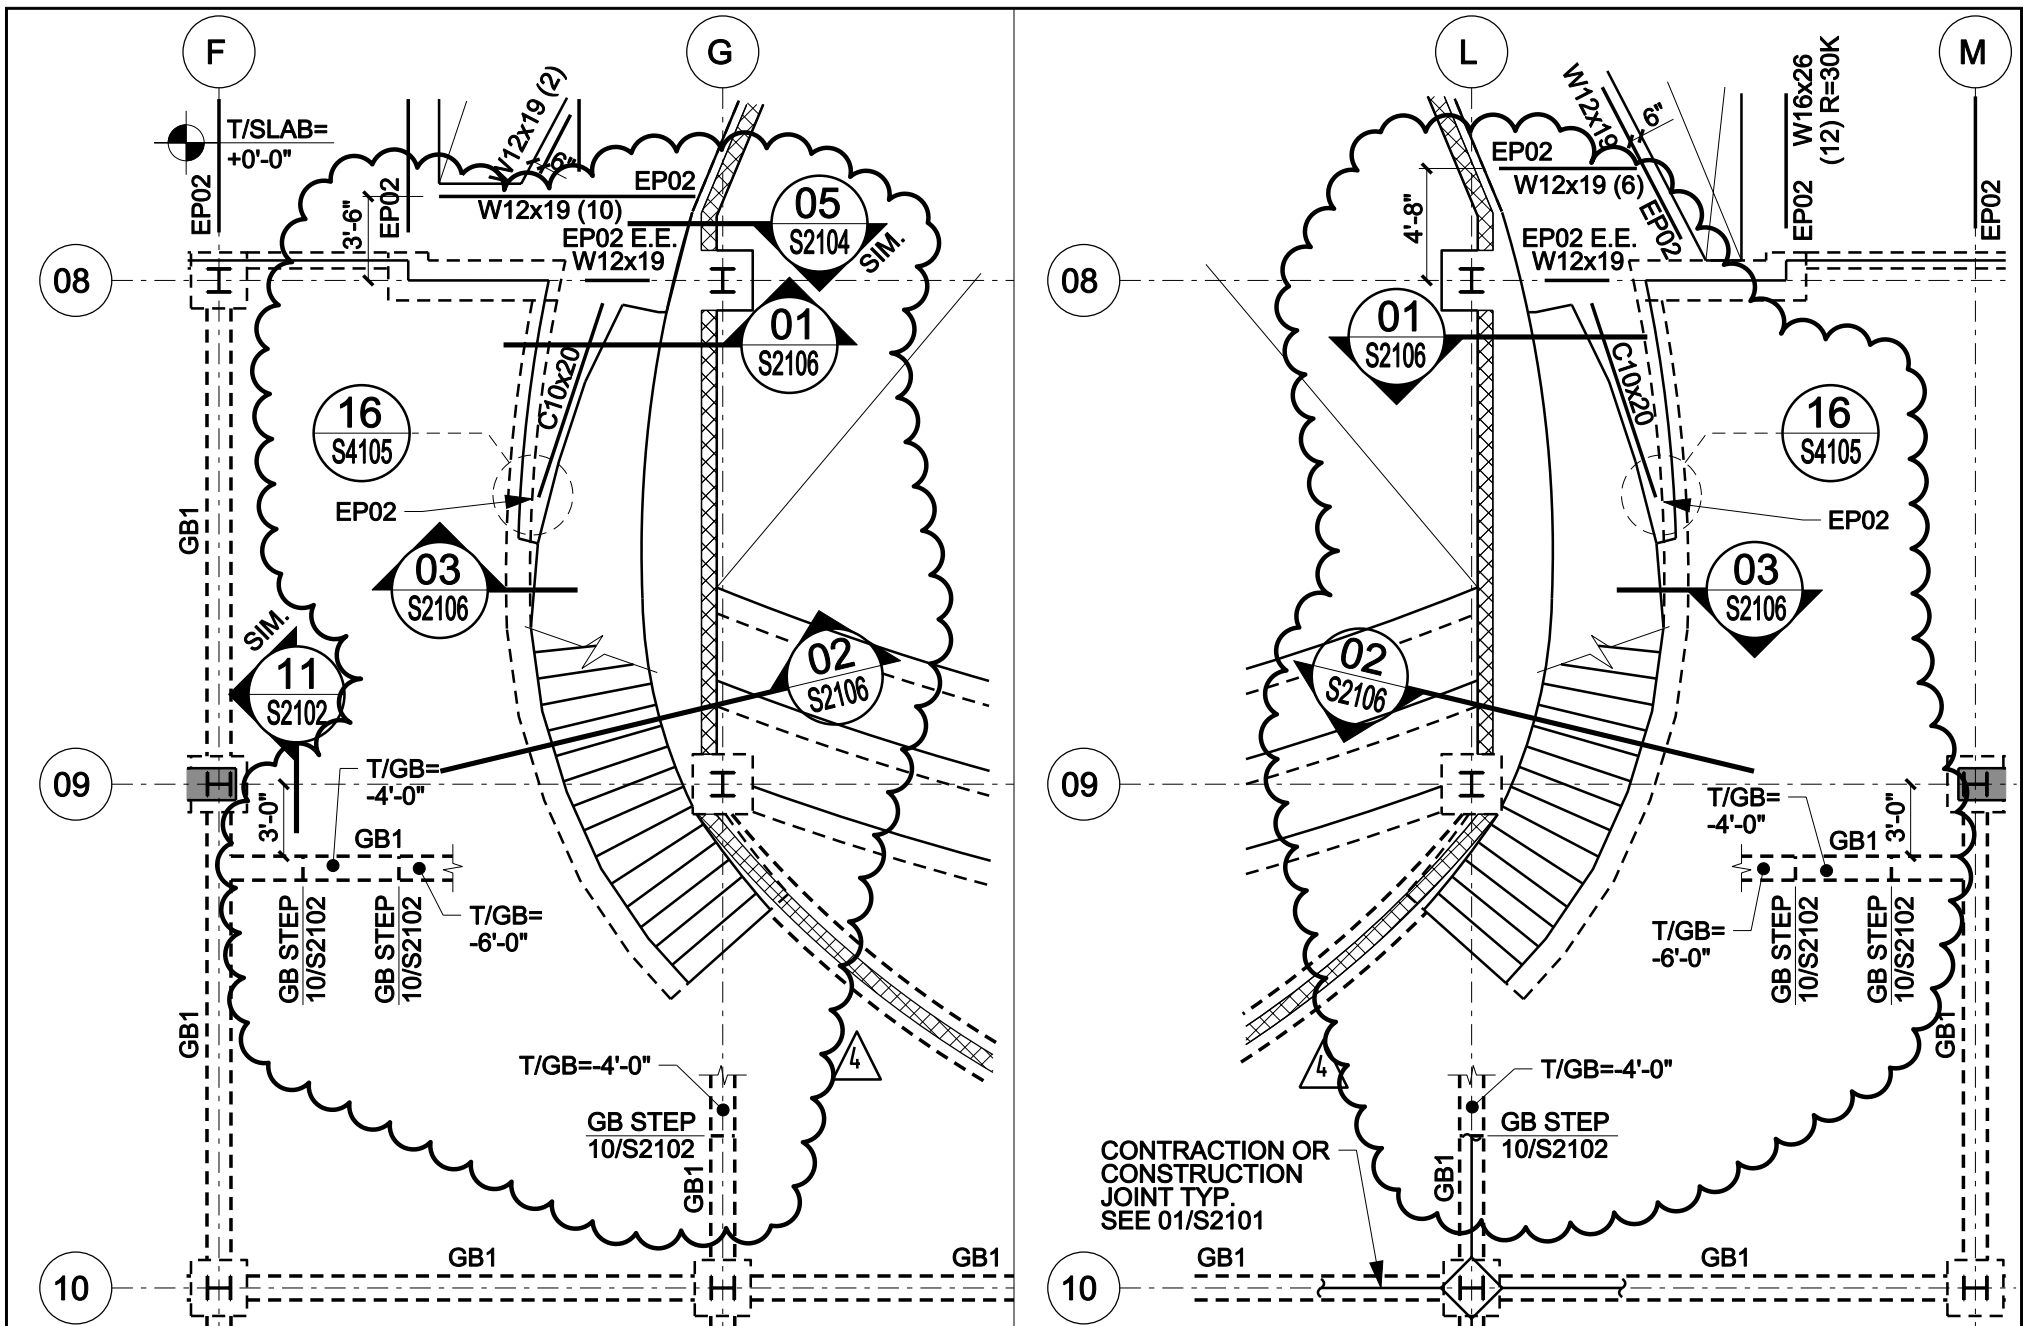 F
G
T/SLAB=
+0'-0"
EP02
EP02
3'-6"
W12x19 (2)
6"
EP02
W12x19 (10)
EP02 E.E.
W12x19
05
S2104
SIM.
08
01
S2106
C10x20
16
S4105
EP02
GB1
03
S2106
SIM.
11
S2102
02
S2106
09
T/GB=
-4'-0"
3'-0"
GB1
GB STEP
10/S2102
GB STEP
10/S2102
T/GB=
-6'-0"
GB1
T/GB=-4'-0"
4
GB STEP
10/S2102
GB1
GB1
GB1
10
L
M
W12x19
6"
W16x26
(12) R=30K
EP02
EP02
EP02
W12x19 (6)
EP02
4'-8"
EP02 E.E.
W12x19
08
01
S2106
C10x20
16
S4105
EP02
03
S2106
02
S2106
09
T/GB=
-4'-0"
3'-0"
GB1
T/GB=
-6'-0"
GB STEP
10/S2102
GB STEP
10/S2102
GB1
4
T/GB=-4'-0"
GB STEP
10/S2102
CONTRACTION OR
CONSTRUCTION
JOINT TYP.
SEE 01/S2101
GB1
GB1
GB1
10